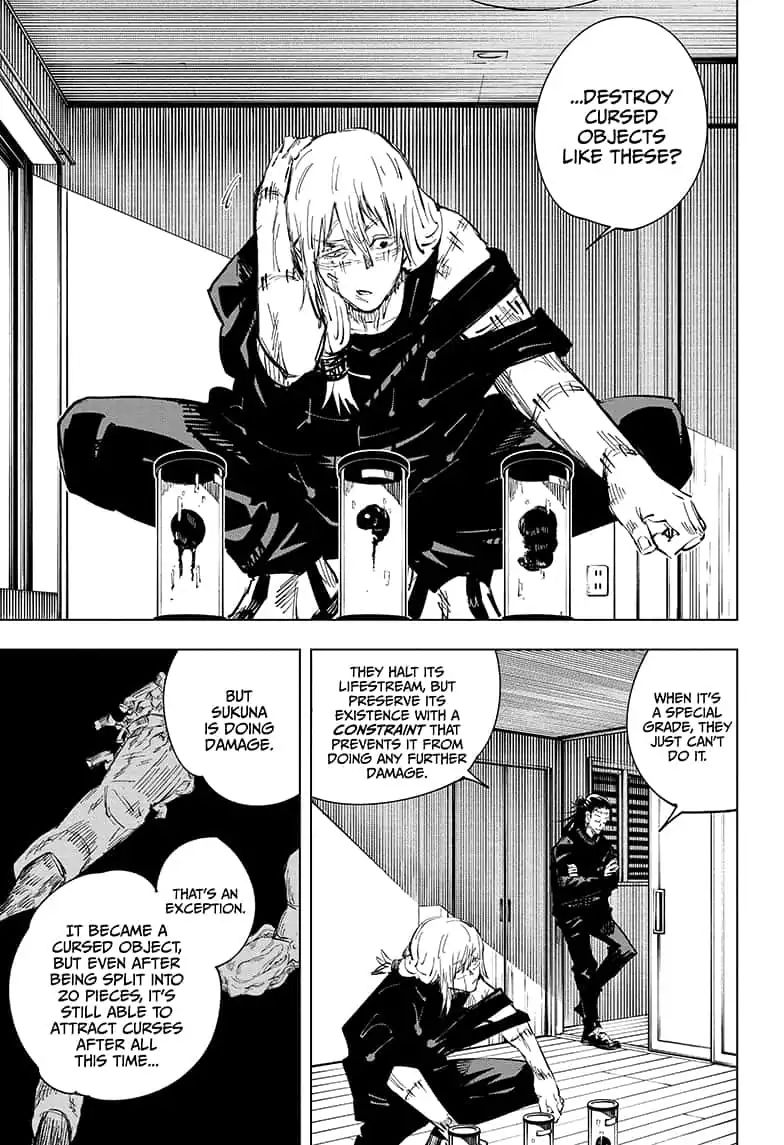 ...DESTROY
CURSED
OBJECTS
LIKE THESE?
WHEN IT'S
A SPECIAL
GRADE, THEY
JUST CAN'T
DO IT.
THEY HALT ITS
LIFESTREAM, BUT
PRESERVE ITS
EXISTENCE WITH A
CONSTRAINT THAT
PREVENTS IT FROM
DOING ANY FURTHER
DAMAGE.
BUT
SUKUNA
IS DOING
DAMAGE.
THAT'S AN
EXCEPTION.
IT BECAME A
CURSED OBJECT,
BUT EVEN AFTER
BEING SPLIT INTO
20 PIECES, IT'S
STILL ABLE TO
ATTRACT CURSES
AFTER ALL
THIS TIME...